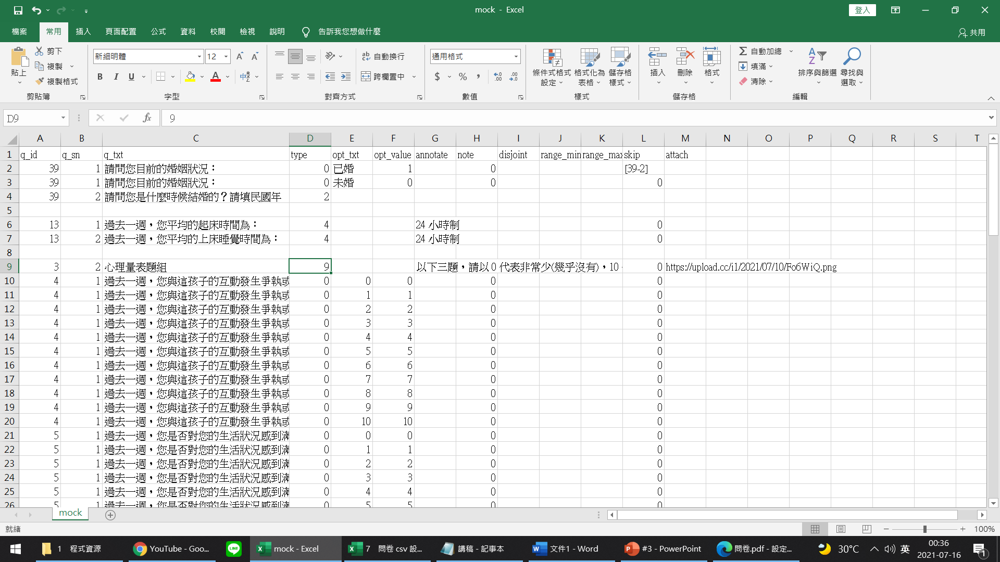 mock - Excel
登入
檔案 常用 插入 頁面配置 公式 資料 校閱 檢視 說明 告訴我您想做什麼 共用
貼上 剪下 複製 複製格式 剪貼簿
新細明體 12 B I U A 中 字型
ab 自動換行 跨欄置中 對齊方式
通用格式 $ % , 數值
條件式格式設定 格式化為表格 儲存格樣式 樣式
插入 刪除 格式 儲存格
自動加總 填滿 清除 排序與篩選 尋找與選取 編輯
D9 fx 9
A B C D E F G H I J K L M N O P Q R S T
1 q_id q_sn q_txt type opt_txt opt_value annotate note disjoint range_min range_max skip attach
2 39 1 請問您目前的婚姻狀況： 0 已婚 1 0 [39-2]
3 39 1 請問您目前的婚姻狀況： 0 未婚 0 0 0
4 39 2 請問您是什麼時候結婚的？請填民國年 2
5
6 13 1 過去一週，您平均的起床時間為： 4 24 小時制 0
7 13 2 過去一週，您平均的上床睡覺時間為： 4 24 小時制 0
8
9 3 2 心理量表題組 9 以下三題，請以 0 代表非常少(幾乎沒有)，10 0 https://upload.cc/i1/2021/07/10/Fo6WiQ.png
10 4 1 過去一週，您與這孩子的互動發生爭執或 0 0 0 0 0
11 4 1 過去一週，您與這孩子的互動發生爭執或 0 1 1 0 0
12 4 1 過去一週，您與這孩子的互動發生爭執或 0 2 2 0 0
13 4 1 過去一週，您與這孩子的互動發生爭執或 0 3 3 0 0
14 4 1 過去一週，您與這孩子的互動發生爭執或 0 4 4 0 0
15 4 1 過去一週，您與這孩子的互動發生爭執或 0 5 5 0 0
16 4 1 過去一週，您與這孩子的互動發生爭執或 0 6 6 0 0
17 4 1 過去一週，您與這孩子的互動發生爭執或 0 7 7 0 0
18 4 1 過去一週，您與這孩子的互動發生爭執或 0 8 8 0 0
19 4 1 過去一週，您與這孩子的互動發生爭執或 0 9 9 0 0
20 4 1 過去一週，您與這孩子的互動發生爭執或 0 10 10 0 0
21 5 1 過去一週，您是否對您的生活狀況感到滿 0 0 0 0 0
22 5 1 過去一週，您是否對您的生活狀況感到滿 0 1 1 0 0
23 5 1 過去一週，您是否對您的生活狀況感到滿 0 2 2 0 0
24 5 1 過去一週，您是否對您的生活狀況感到滿 0 3 3 0 0
25 5 1 過去一週，您是否對您的生活狀況感到滿 0 4 4 0 0
26 5 1 過去一週，您是否對您的生活狀況感到滿 0 5 5 0 0
mock
就緒 100%
1 程式資源 YouTube - Goo... LINE mock - Excel 7 問卷 csv 設... 講稿 - 記事本 文件1 - Word #3 - PowerPoint 問卷.pdf - 設定... 30°C 英 00:36 2021-07-16 1